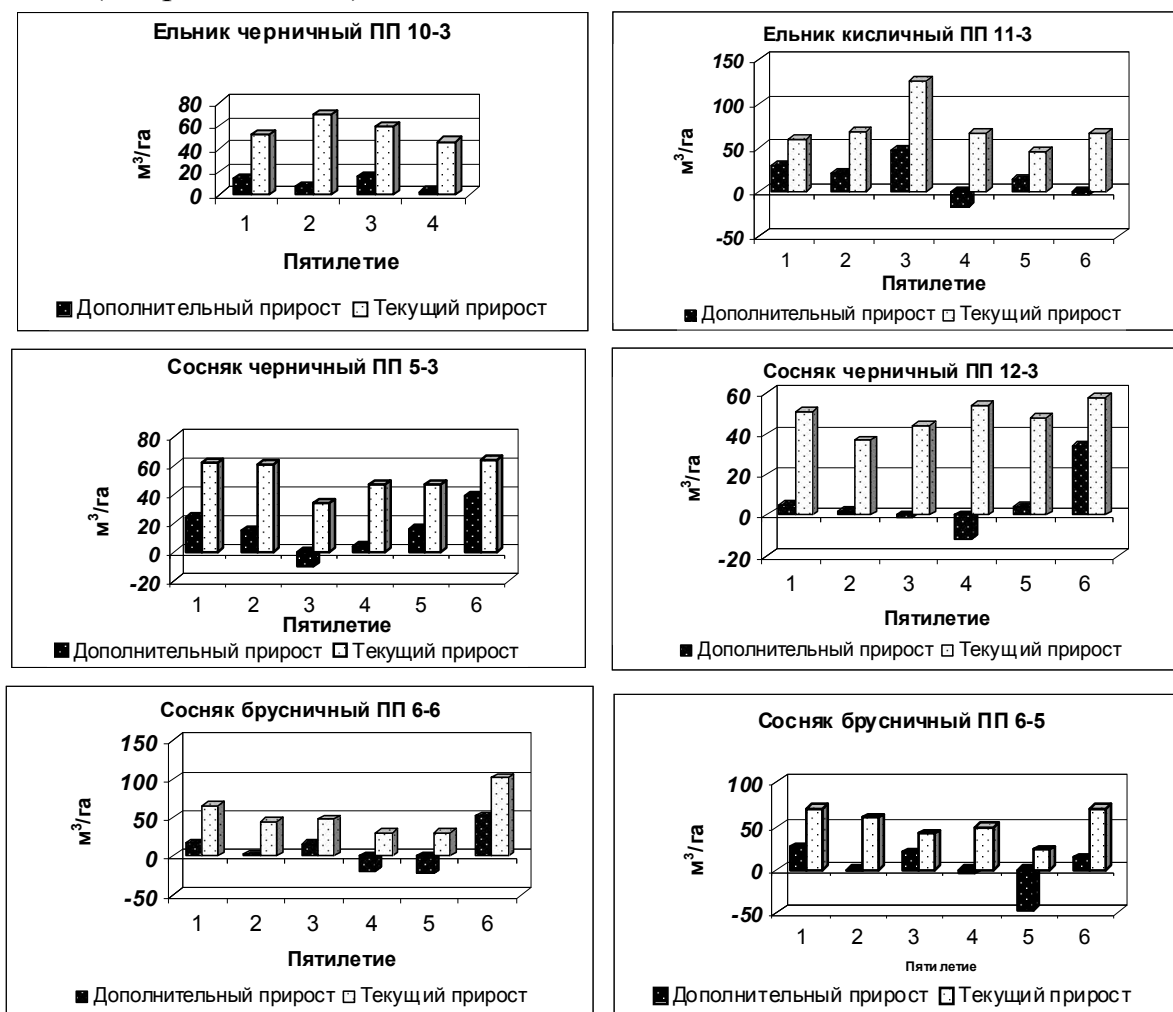 Ельник черничный ПП 10-3
80
60
40
20
0
м³/га
1 2 3 4
Пятилетие
Дополнительный прирост Текущий прирост
Ельник кисличный ПП 11-3
150
100
50
0
-50
м³/га
1 2 3 4 5 6
Пятилетие
Дополнительный прирост Текущий прирост
Сосняк черничный ПП 5-3
80
60
40
20
0
-20
м³/га
1 2 3 4 5 6
Пятилетие
Дополнительный прирост Текущий прирост
Сосняк черничный ПП 12-3
60
40
20
0
-20
м³/га
1 2 3 4 5 6
Пятилетие
Дополнительный прирост Текущий прирост
Сосняк брусничный ПП 6-6
150
100
50
0
-50
м³/га
1 2 3 4 5 6
Пятилетие
Дополнительный прирост Текущий прирост
Сосняк брусничный ПП 6-5
100
50
0
-50
м³/га
1 2 3 4 5 6
Пятилетие
Дополнительный прирост Текущий прирост